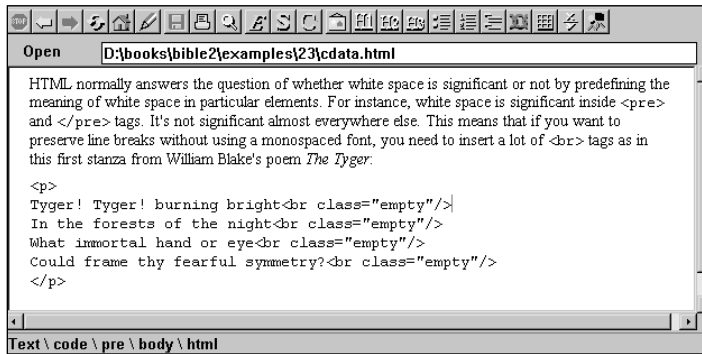 STOP E S C H1 H2 H3
Open D:\books\bible2\examples\23\cdata.html
HTML normally answers the question of whether white space is significant or not by predefining the
meaning of white space in particular elements. For instance, white space is significant inside <pre>
and </pre> tags. It's not significant almost everywhere else. This means that if you want to
preserve line breaks without using a monospaced font, you need to insert a lot of <br> tags as in
this first stanza from William Blake's poem The Tyger:
<p>
Tyger! Tyger! burning bright<br class="empty"/>
In the forests of the night<br class="empty"/>
What immortal hand or eye<br class="empty"/>
Could frame thy fearful symmetry?<br class="empty"/>
</p>
Text \ code \ pre \ body \ html